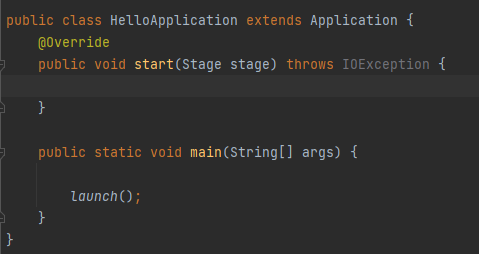 public class HelloApplication extends Application {
@Override
public void start(Stage stage) throws IOException {
}
public static void main(String[] args) {
launch();
}
}